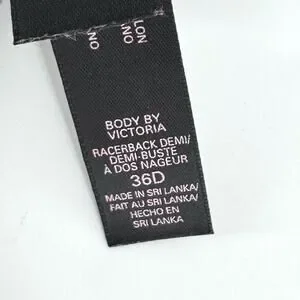 BODY BY
VICTORIA
RACERBACK DEMI/
DEMI-BUSTE
À DOS NAGEUR
36D
MADE IN SRI LANKA/
FAIT AU SRI LANKA/
HECHO EN
SRI LANKA